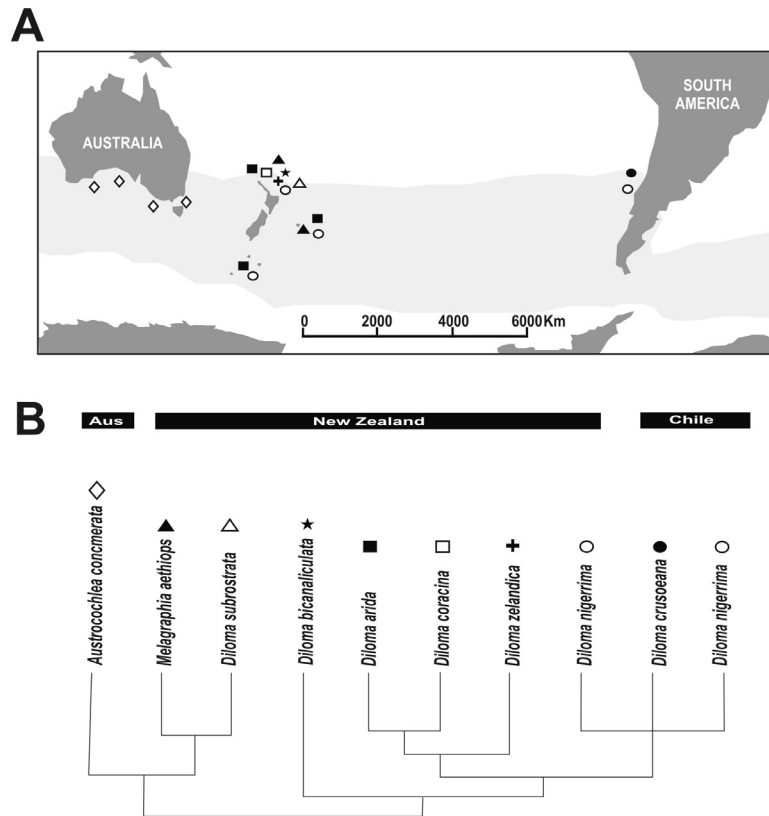 A
AUSTRALIA
SOUTH
AMERICA
0 2000 4000 6000Km
B
Aus New Zealand Chile
Austrocochlea concmerata
Melagraphia aethiops
Diloma subrostrata
Diloma bicanaliculata
Diloma arida
Diloma coracina
Diloma zelandica
Diloma nigerrima
Diloma crusoeana
Diloma nigerrima